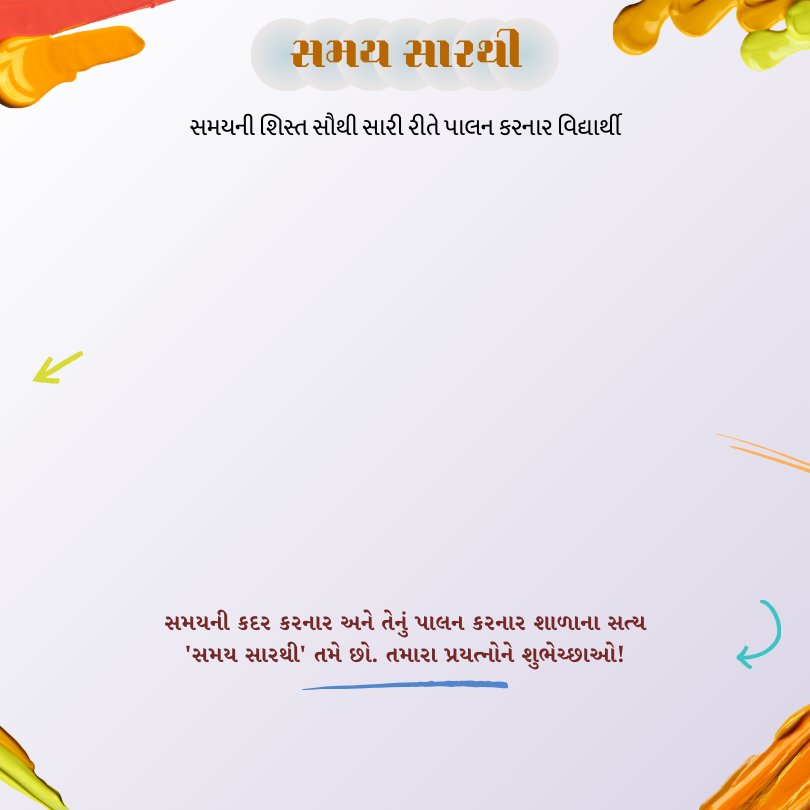 સમય સારથી
સમયની શિસ્ત સૌથી સારી રીતે પાલન કરનાર વિદ્યાર્થી
સમયની કદર કરનાર અને તેનું પાલન કરનાર શાળાના સત્ય
'સમય સારથી' તમે છો. તમારા પ્રયત્નોને શુભેચ્છાઓ!